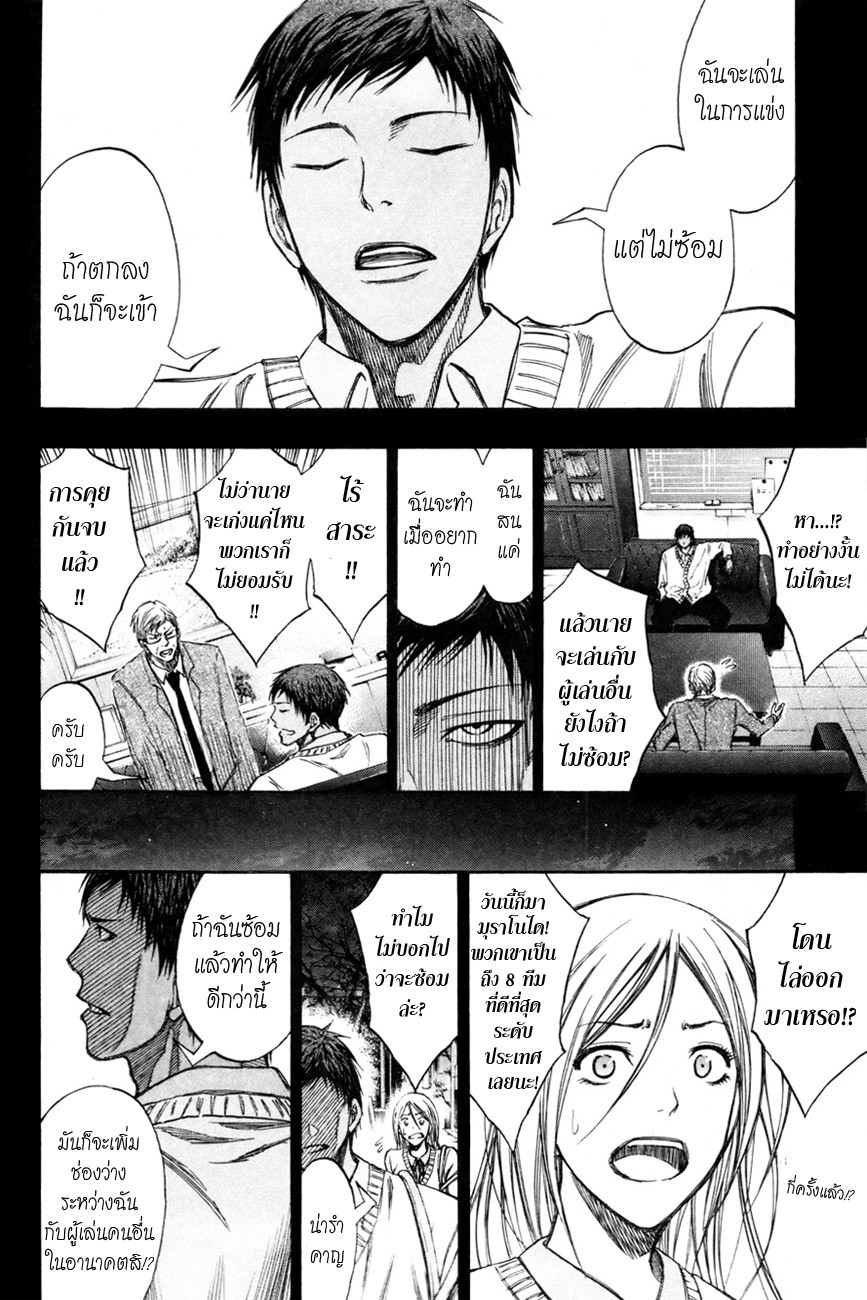 ฉันจะเล่น
ในการแข่ง
แต่ไม่ซ้อม
ถ้าตกลง
ฉันก็จะเข้า
หา...!?
ทำอย่างงั้น
ไม่ได้นะ!
แล้วนาย
จะเล่นกับ
ผู้เล่นอื่น
ยังไงถ้า
ไม่ซ้อม?
ฉัน
สน
แค่
ฉันจะทำ
เมื่ออยาก
ทำ
ไร้
สาระ
!!
ไม่ว่านาย
จะเก่งแค่ไหน
พวกเราก็
ไม่ยอมรับ
!!
การคุย
กันจบ
แล้ว
!!
ครับ
ครับ
โดน
ไล่ออก
มาเหรอ!?
วันนี้ก็มา
มุราโนได!
พวกเขาเป็น
ถึง 8 ทีม
ที่ดีที่สุด
ระดับ
ประเทศ
เลยนะ!
กี่ครั้งแล้ว!?
ทำไม
ไม่บอกไป
ว่าจะซ้อม
ล่ะ?
น่ารำ
คาญ
ถ้าฉันซ้อม
แล้วทำให้
ดีกว่านี้
มันก็จะเพิ่ม
ช่องว่าง
ระหว่างฉัน
กับผู้เล่นคนอื่น
ในอานาคตสิ!?